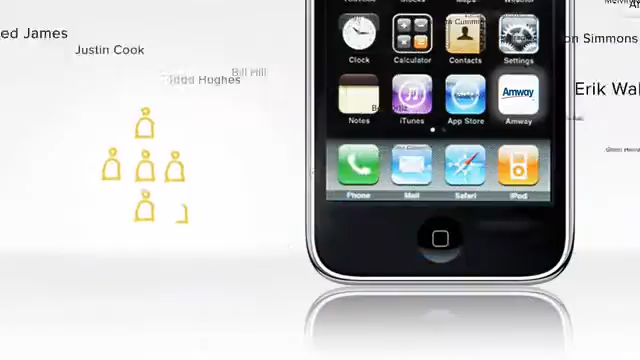 ed James
Justin Cook
Todd Hughes
Bill Hill
on Simmons
Erik Wal
Clock
Calculator
Contacts
Settings
Amway
Notes
iTunes
App Store
Amway
Phone
Mail
Safari
iPod